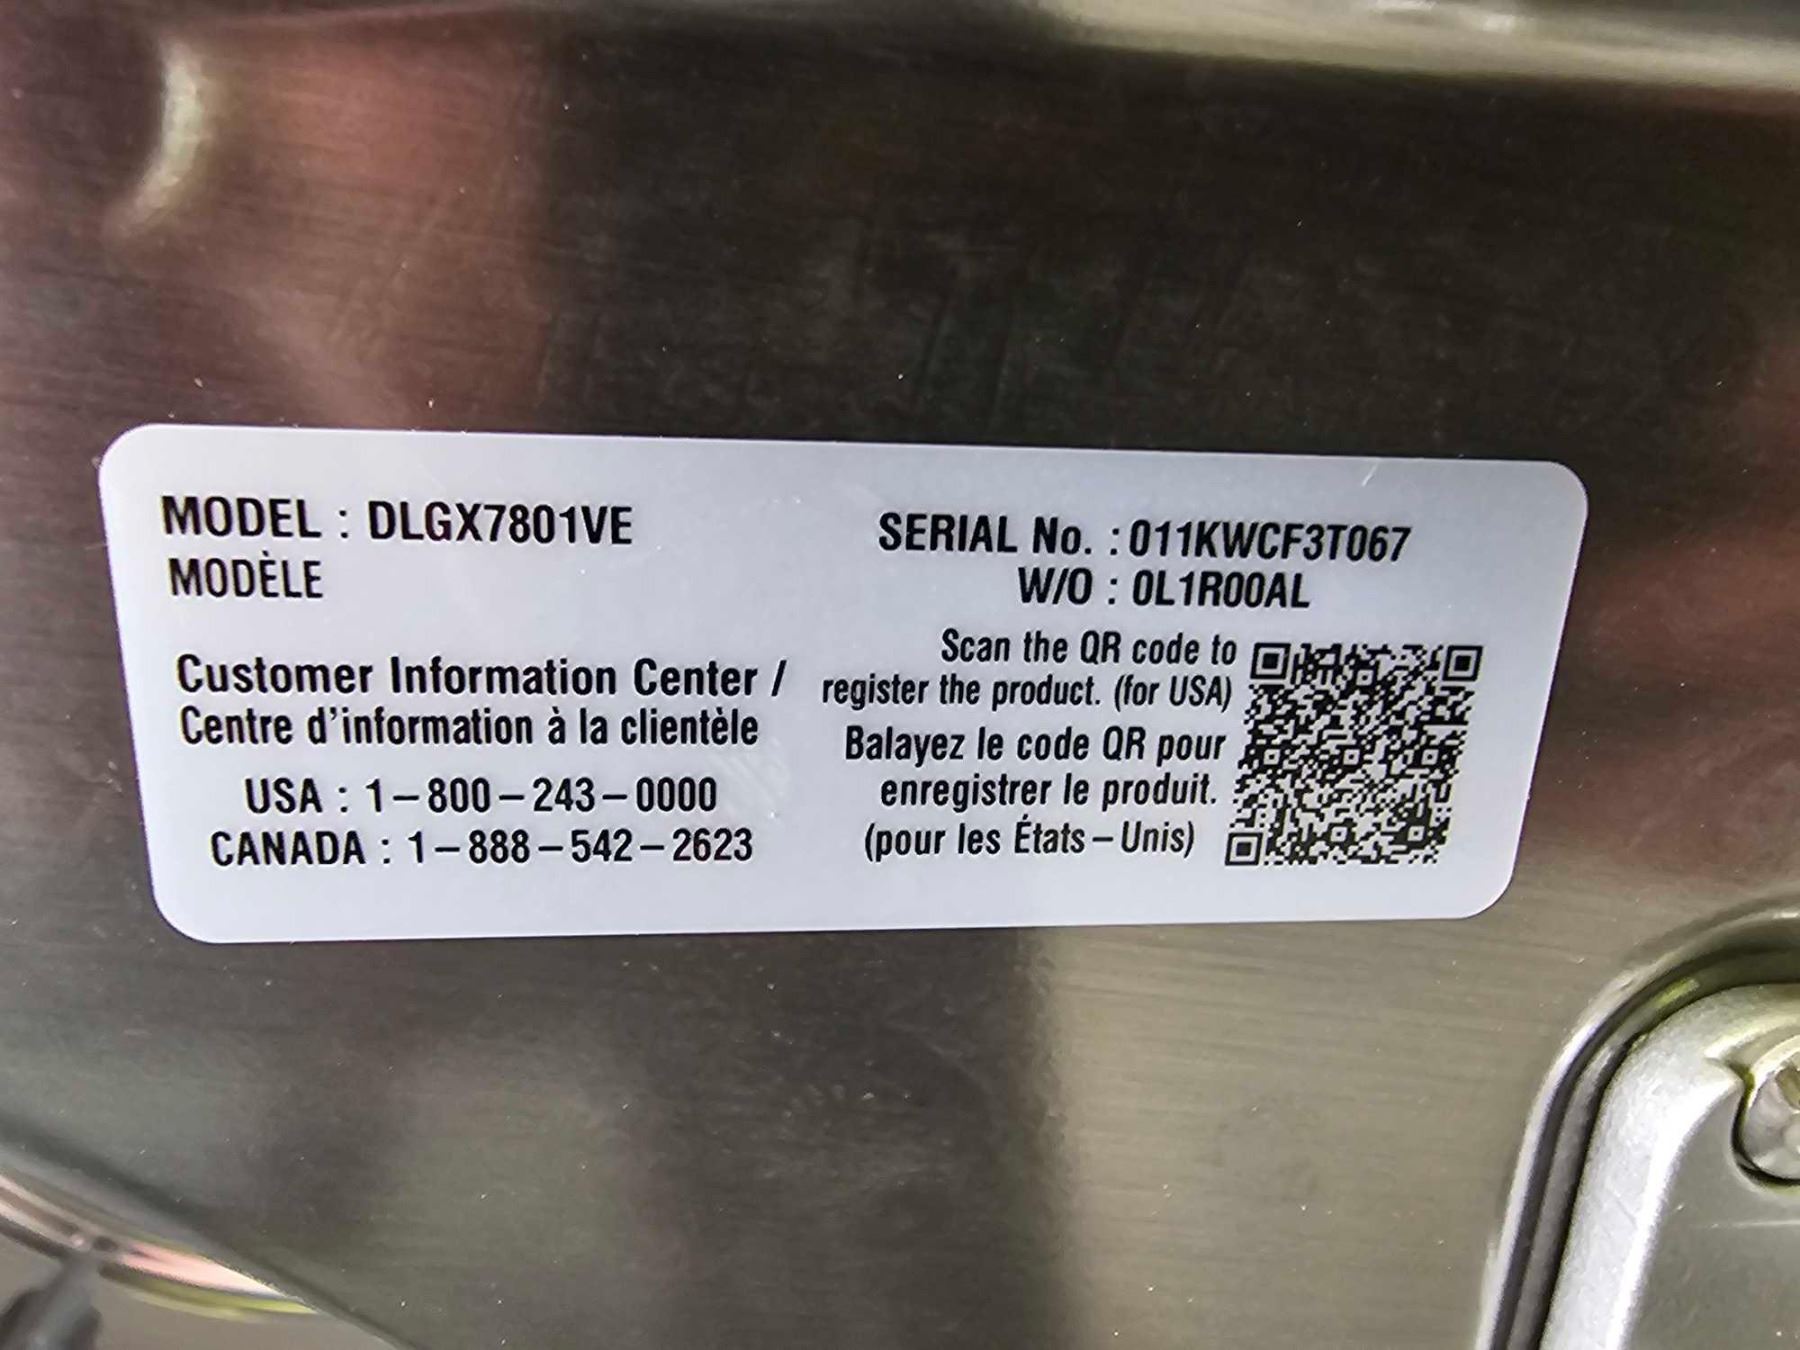 MODEL : DLGX7801VE
MODÈLE
SERIAL No. : 011KWCF3T067
W/O : 0L1R00AL
Customer Information Center /
Centre d'information à la clientèle
USA : 1-800-243-0000
CANADA : 1-888-542-2623
Scan the QR code to
register the product. (for USA)
Balayez le code QR pour
enregistrer le produit.
(pour les États-Unis)